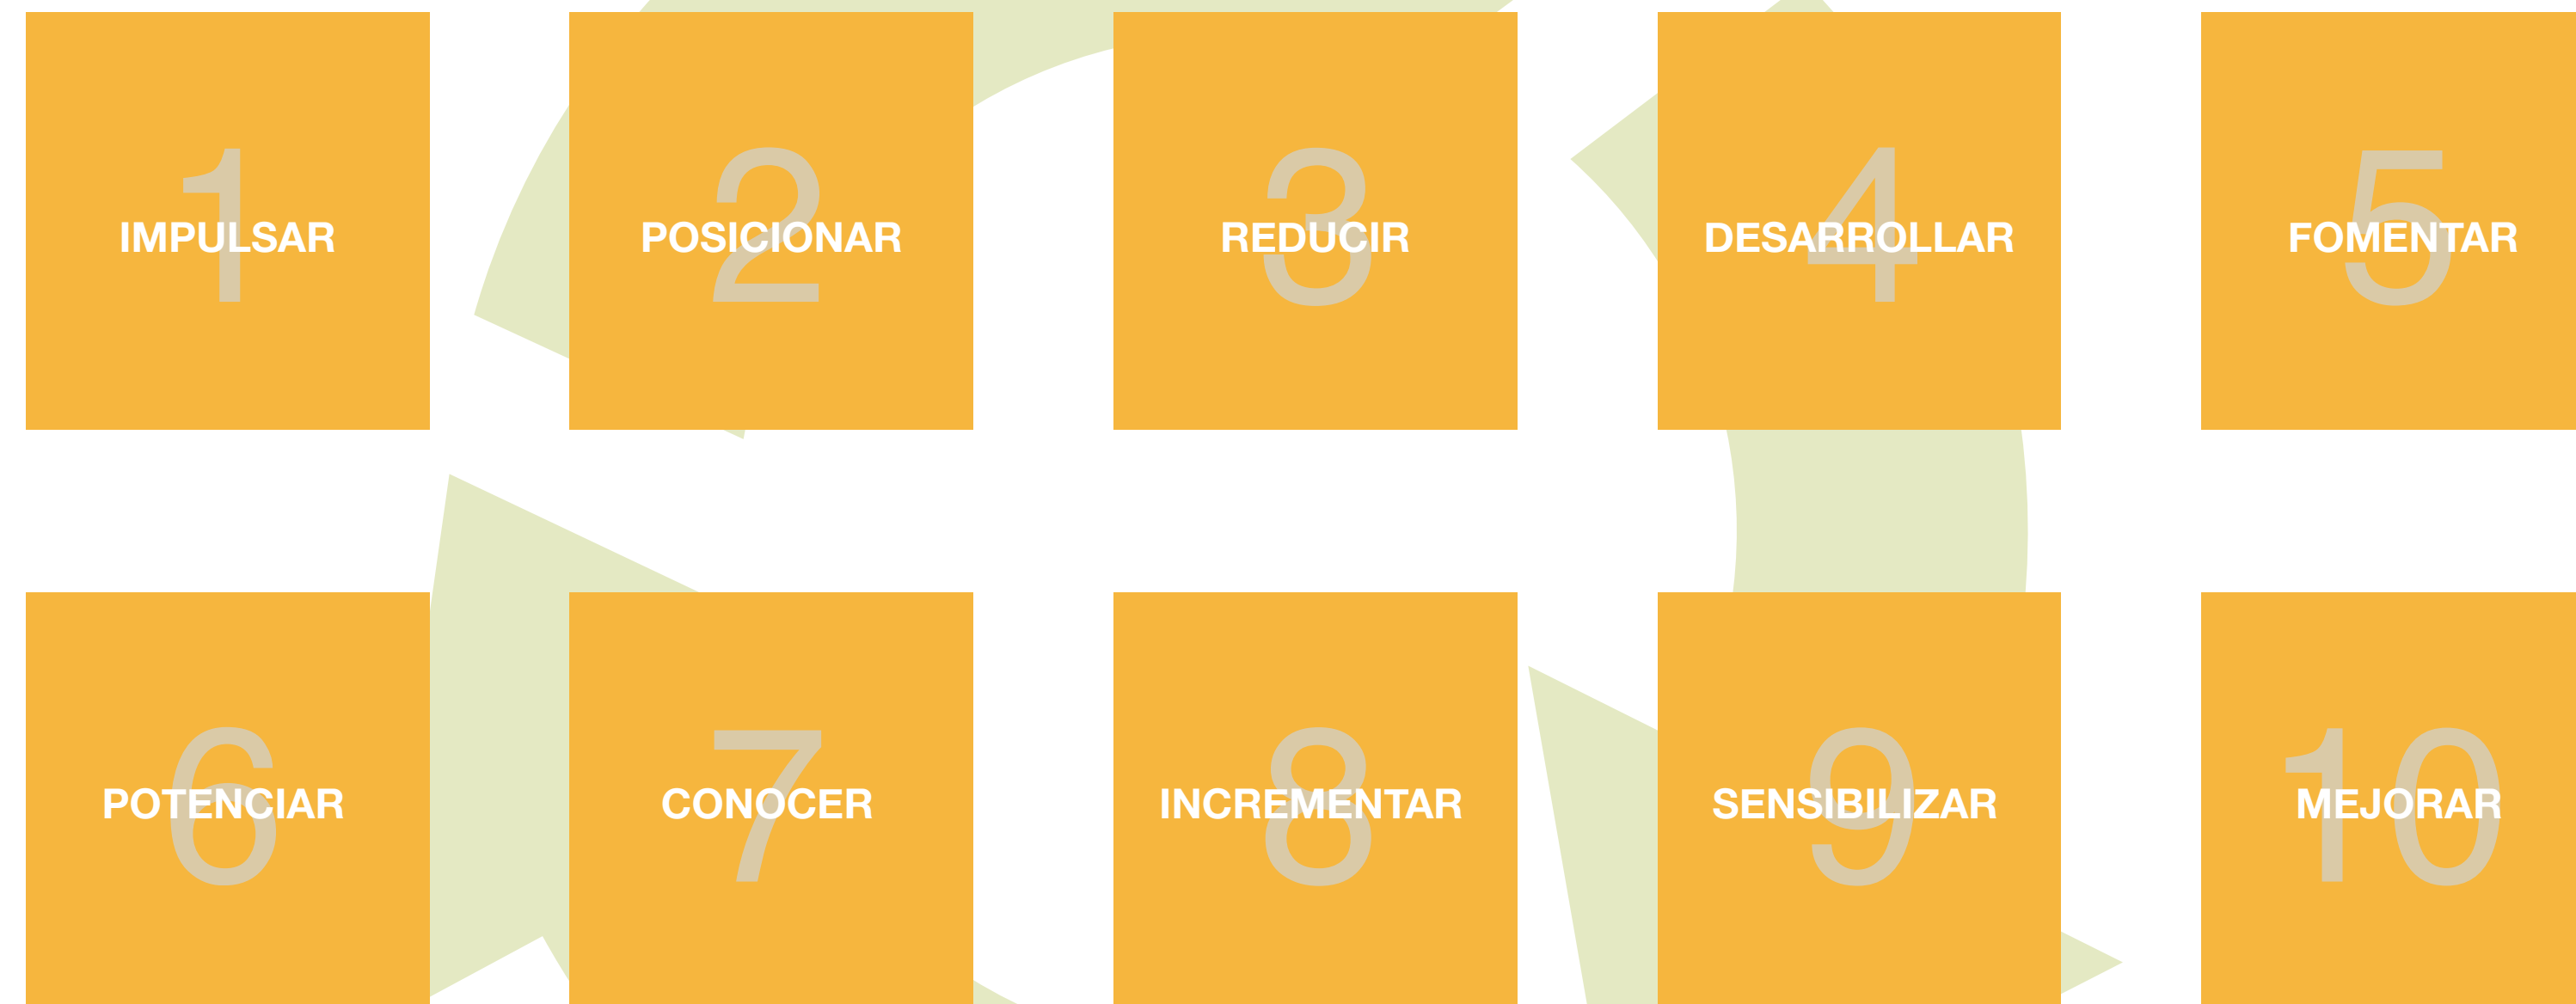 1
IMPULSAR
2
POSICIONAR
3
REDUCIR
4
DESARROLLAR
5
FOMENTAR
6
POTENCIAR
7
CONOCER
8
INCREMENTAR
9
SENSIBILIZAR
10
MEJORAR